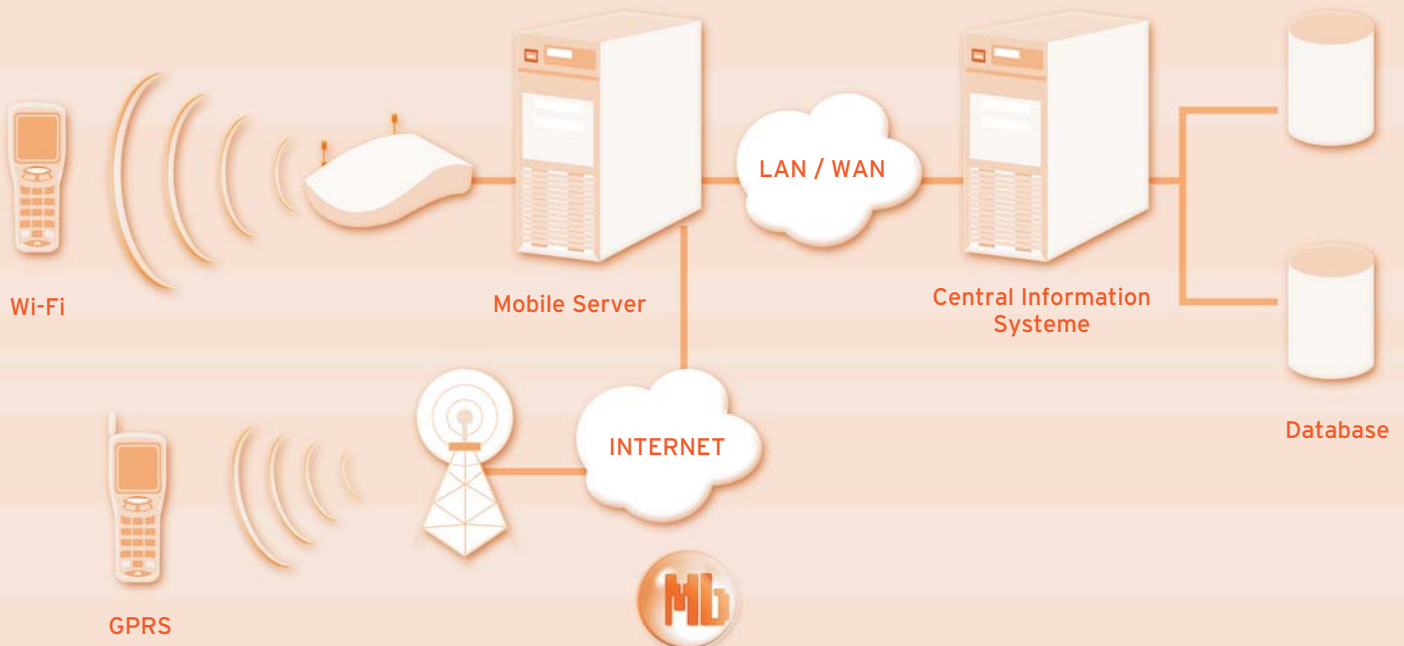 LAN / WAN
Wi-Fi
Mobile Server
Central Information
Systeme
Database
INTERNET
GPRS
Mb